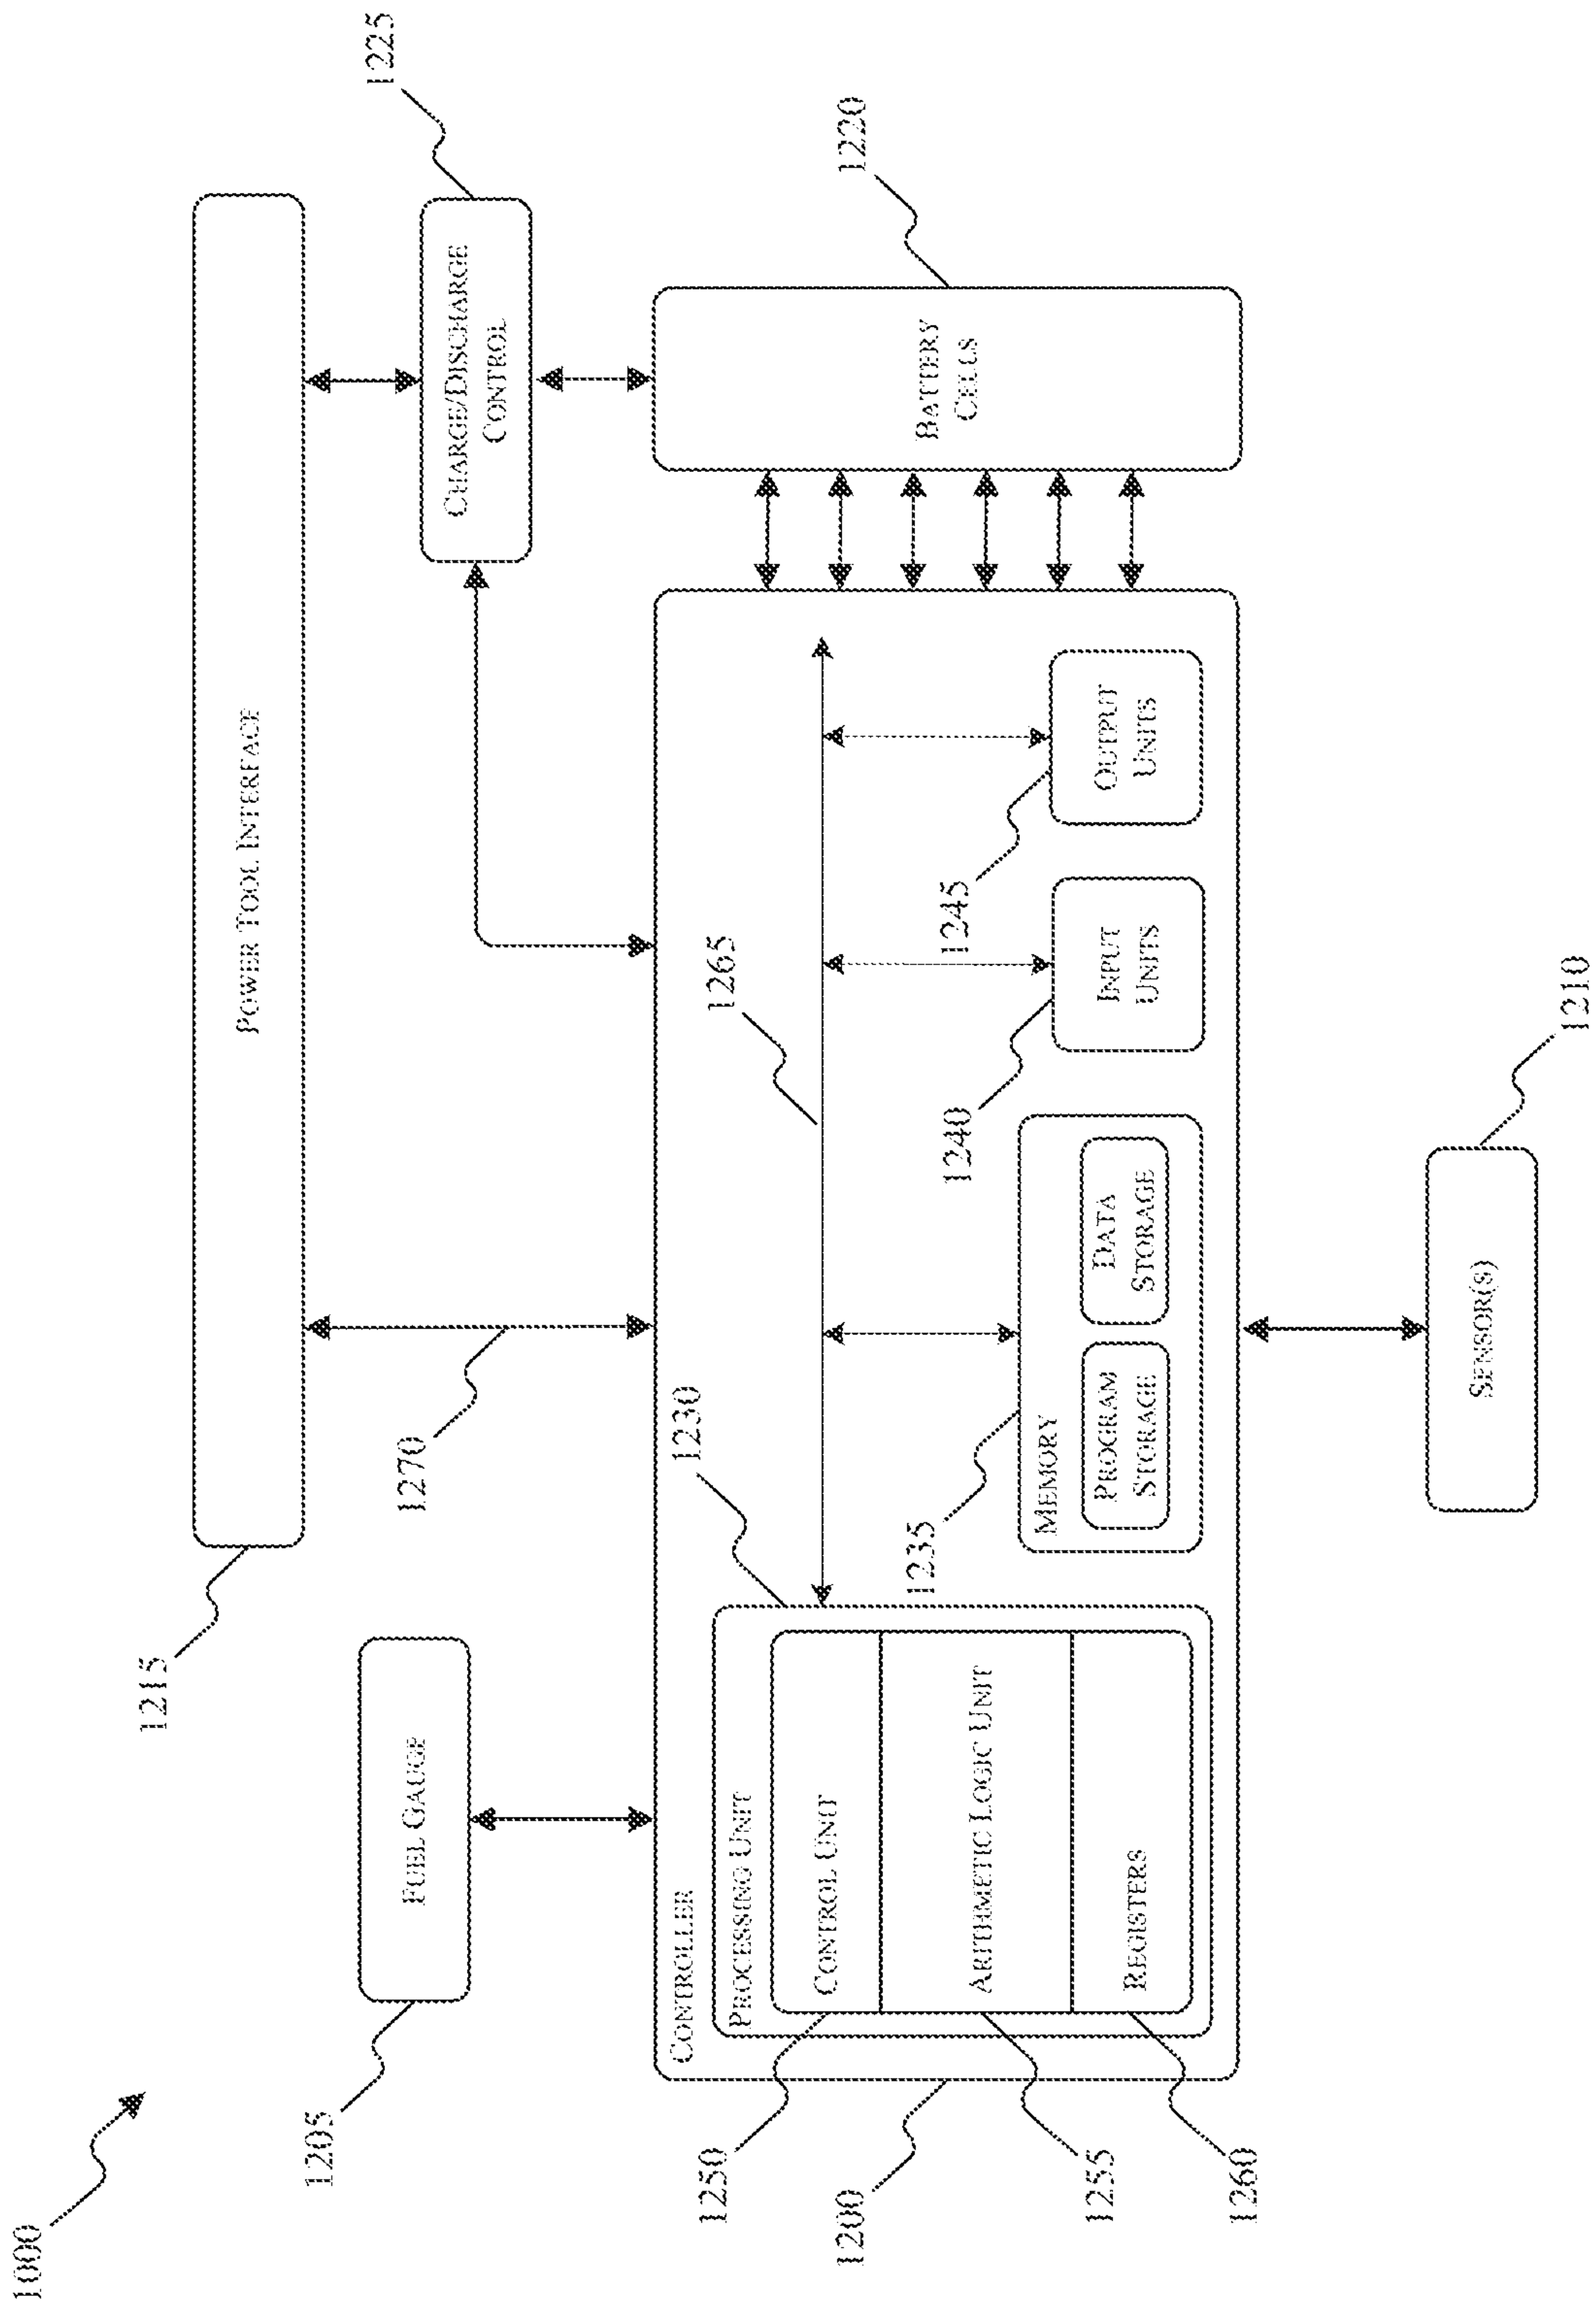 1000
1215
POWER TOOL INTERFACE
1205
FUEL GAUGE
1270
CHARGE/DISCHARGE
CONTROL
1225
CONTROLLER
1200
PROCESSING UNIT
1230
CONTROL UNIT
1250
ARITHMETIC LOGIC UNIT
1255
REGISTERS
1260
1265
MEMORY
1235
PROGRAM
STORAGE
DATA
STORAGE
1240
INPUT
UNITS
1245
OUTPUT
UNITS
BATTERY
CELLS
1220
SENSOR(S)
1210